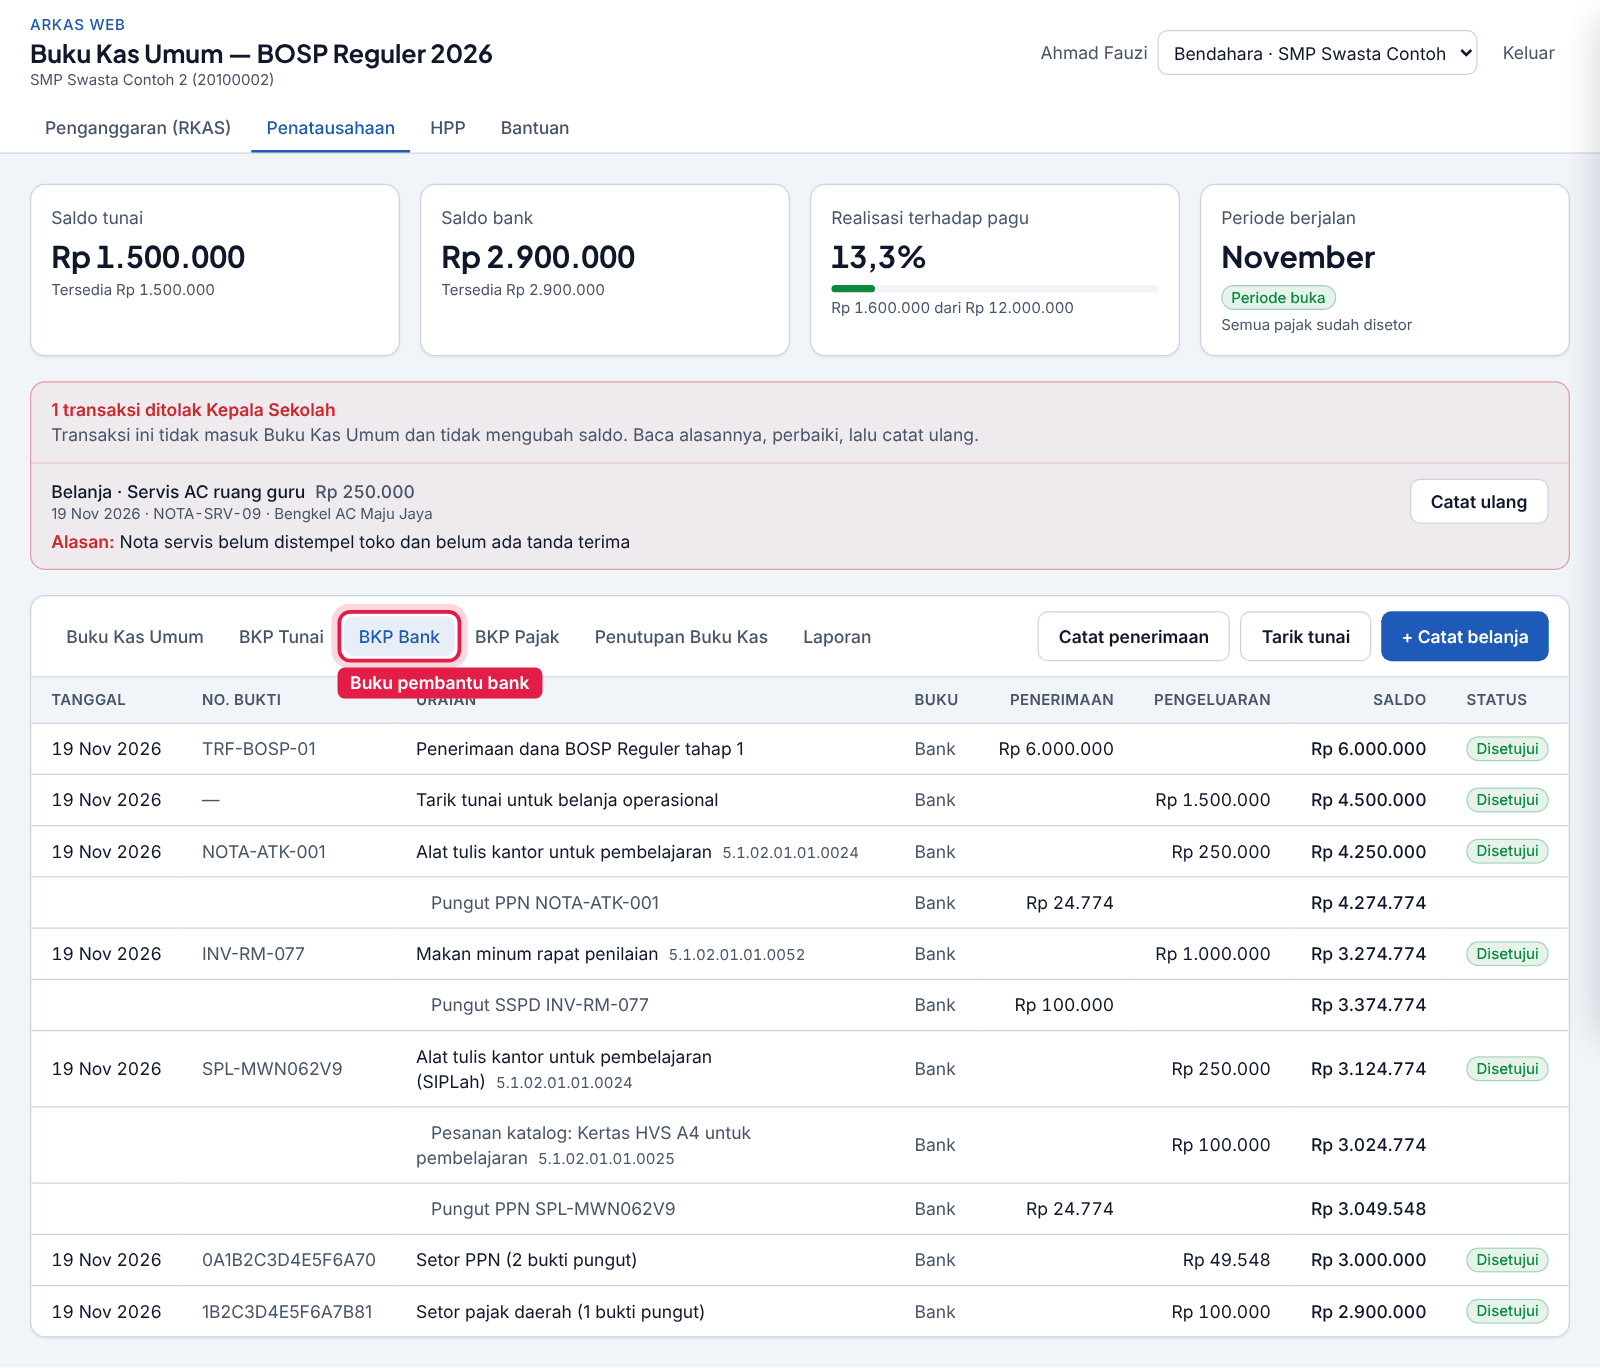 ARKAS WEB
Buku Kas Umum — BOSP Reguler 2026
SMP Swasta Contoh 2 (20100002)
Ahmad Fauzi
Bendahara · SMP Swasta Contoh
Keluar
Penganggaran (RKAS)
Penatausahaan
HPP
Bantuan
Saldo tunai
Rp 1.500.000
Tersedia Rp 1.500.000
Saldo bank
Rp 2.900.000
Tersedia Rp 2.900.000
Realisasi terhadap pagu
13,3%
Rp 1.600.000 dari Rp 12.000.000
Periode berjalan
November
Periode buka
Semua pajak sudah disetor
1 transaksi ditolak Kepala Sekolah
Transaksi ini tidak masuk Buku Kas Umum dan tidak mengubah saldo. Baca alasannya, perbaiki, lalu catat ulang.
Belanja · Servis AC ruang guru Rp 250.000
19 Nov 2026 · NOTA-SRV-09 · Bengkel AC Maju Jaya
Alasan: Nota servis belum distempel toko dan belum ada tanda terima
Catat ulang
Buku Kas Umum BKP Tunai BKP Bank BKP Pajak Penutupan Buku Kas Laporan
Catat penerimaan Tarik tunai + Catat belanja
Buku pembantu bank
TANGGAL NO. BUKTI URAIAN BUKU PENERIMAAN PENGELUARAN SALDO STATUS
19 Nov 2026 TRF-BOSP-01 Penerimaan dana BOSP Reguler tahap 1 Bank Rp 6.000.000 Rp 6.000.000 Disetujui
19 Nov 2026 — Tarik tunai untuk belanja operasional Bank Rp 1.500.000 Rp 4.500.000 Disetujui
19 Nov 2026 NOTA-ATK-001 Alat tulis kantor untuk pembelajaran 5.1.02.01.01.0024 Bank Rp 250.000 Rp 4.250.000 Disetujui
Pungut PPN NOTA-ATK-001 Bank Rp 24.774 Rp 4.274.774
19 Nov 2026 INV-RM-077 Makan minum rapat penilaian 5.1.02.01.01.0052 Bank Rp 1.000.000 Rp 3.274.774 Disetujui
Pungut SSPD INV-RM-077 Bank Rp 100.000 Rp 3.374.774
19 Nov 2026 SPL-MWN062V9 Alat tulis kantor untuk pembelajaran
(SIPLah) 5.1.02.01.01.0024 Bank Rp 250.000 Rp 3.124.774 Disetujui
Pesanan katalog: Kertas HVS A4 untuk
pembelajaran 5.1.02.01.01.0025 Bank Rp 100.000 Rp 3.024.774
Pungut PPN SPL-MWN062V9 Bank Rp 24.774 Rp 3.049.548
19 Nov 2026 0A1B2C3D4E5F6A70 Setor PPN (2 bukti pungut) Bank Rp 49.548 Rp 3.000.000 Disetujui
19 Nov 2026 1B2C3D4E5F6A7B81 Setor pajak daerah (1 bukti pungut) Bank Rp 100.000 Rp 2.900.000 Disetujui